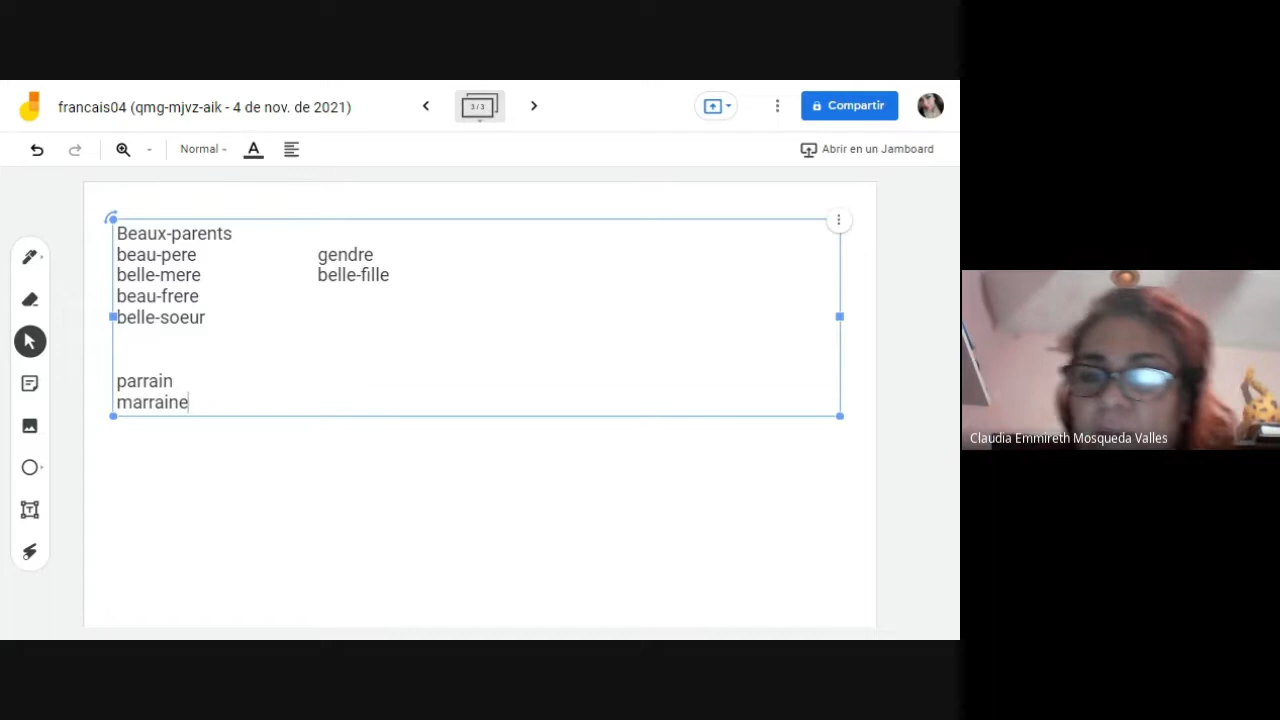 francais04 (qmg-mjvz-aik - 4 de nov. de 2021)
3 / 3
Compartir
Normal
A
Abrir en un Jamboard
Beaux-parents
beau-pere gendre
belle-mere belle-fille
beau-frere
belle-soeur
parrain
marraine
Claudia Emmireth Mosqueda Valles